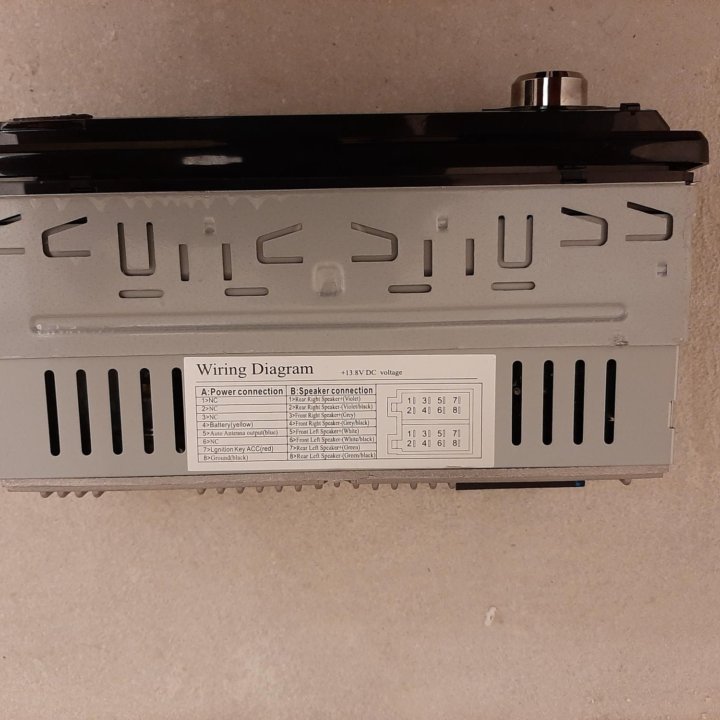 Wiring Diagram +13.8V DC voltage
A:Power connection B:Speaker connection
1>NC 1>Rear Right Speaker+(Violet)
2>NC 2>Rear Right Speaker-(Violet/black)
3>NC 3>Front Right Speaker+(Grey)
4>Battery(yellow) 4>Front Right Speaker-(Grey/black)
5>Auto Antenna output(blue) 5>Front Left Speaker+(White)
6>NC 6>Front Left Speaker-(White/black)
7>Lgnition Key ACC(red) 7>Rear Left Speaker+(Green)
8>Ground(black) 8>Rear Left Speaker-(Green/black)
1 3 5 7
2 4 6 8
1 3 5 7
2 4 6 8